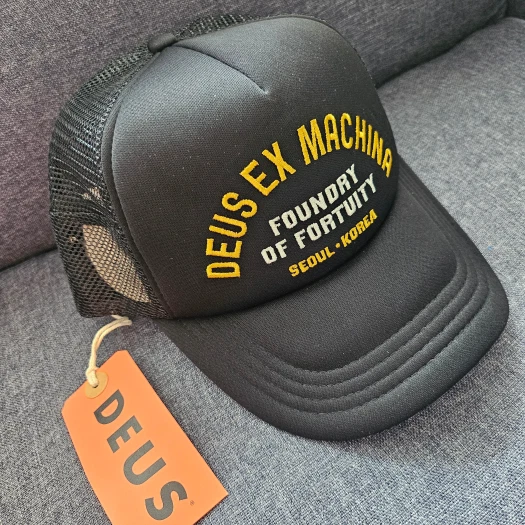 DEUS EX MACHINA
FOUNDRY
OF FORTUITY
SEOUL • KOREA
DEUS